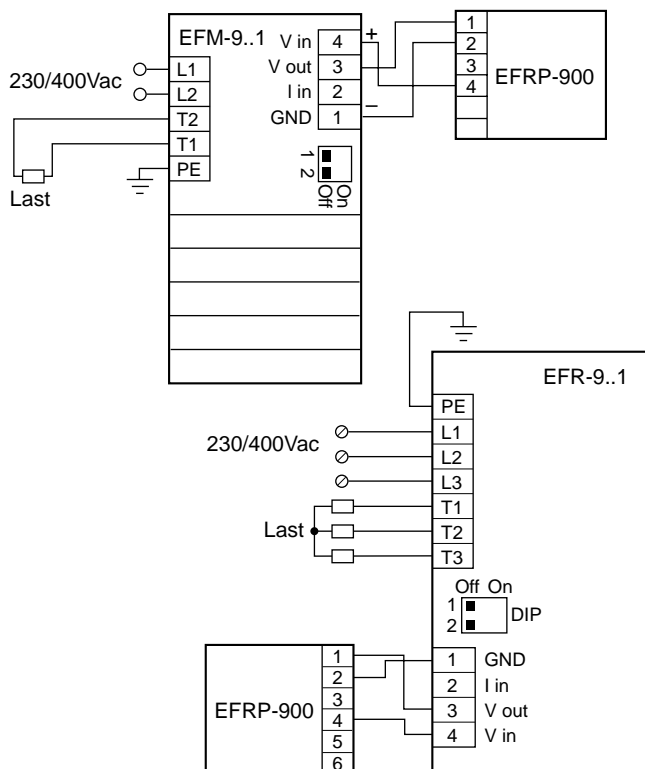 EFM-9..1
V in 4 +
V out 3
I in 2
GND 1 –
230/400Vac
L1
L2
T2
T1
PE
Last
1
2
Off On
1
2
3
4
EFRP-900
EFR-9..1
PE
230/400Vac
L1
L2
L3
Last
T1
T2
T3
Off On
1
2
DIP
EFRP-900
1
2
3
4
5
6
1 GND
2 I in
3 V out
4 V in